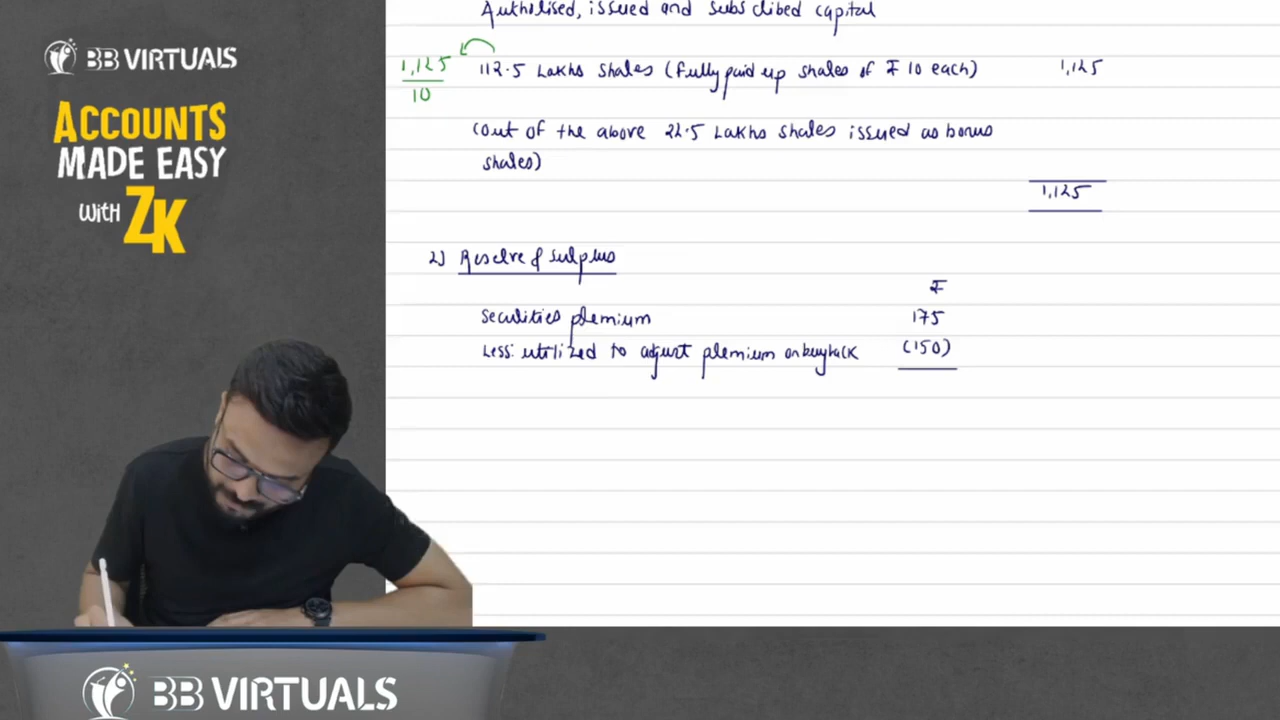 Authorised, issued and subscribed capital
BB VIRTUALS
ACCOUNTS
MADE EASY
WITH ZK
1,125
10
112.5 Lakhs shares (fully paid up shares of ₹ 10 each) 1,125
(out of the above 22.5 Lakhs shares issued as bonus
shares)
1,125
2) Reserve & surplus
₹
Securities premium 175
Less: utilized to adjust premium on buyback (150)
BB VIRTUALS